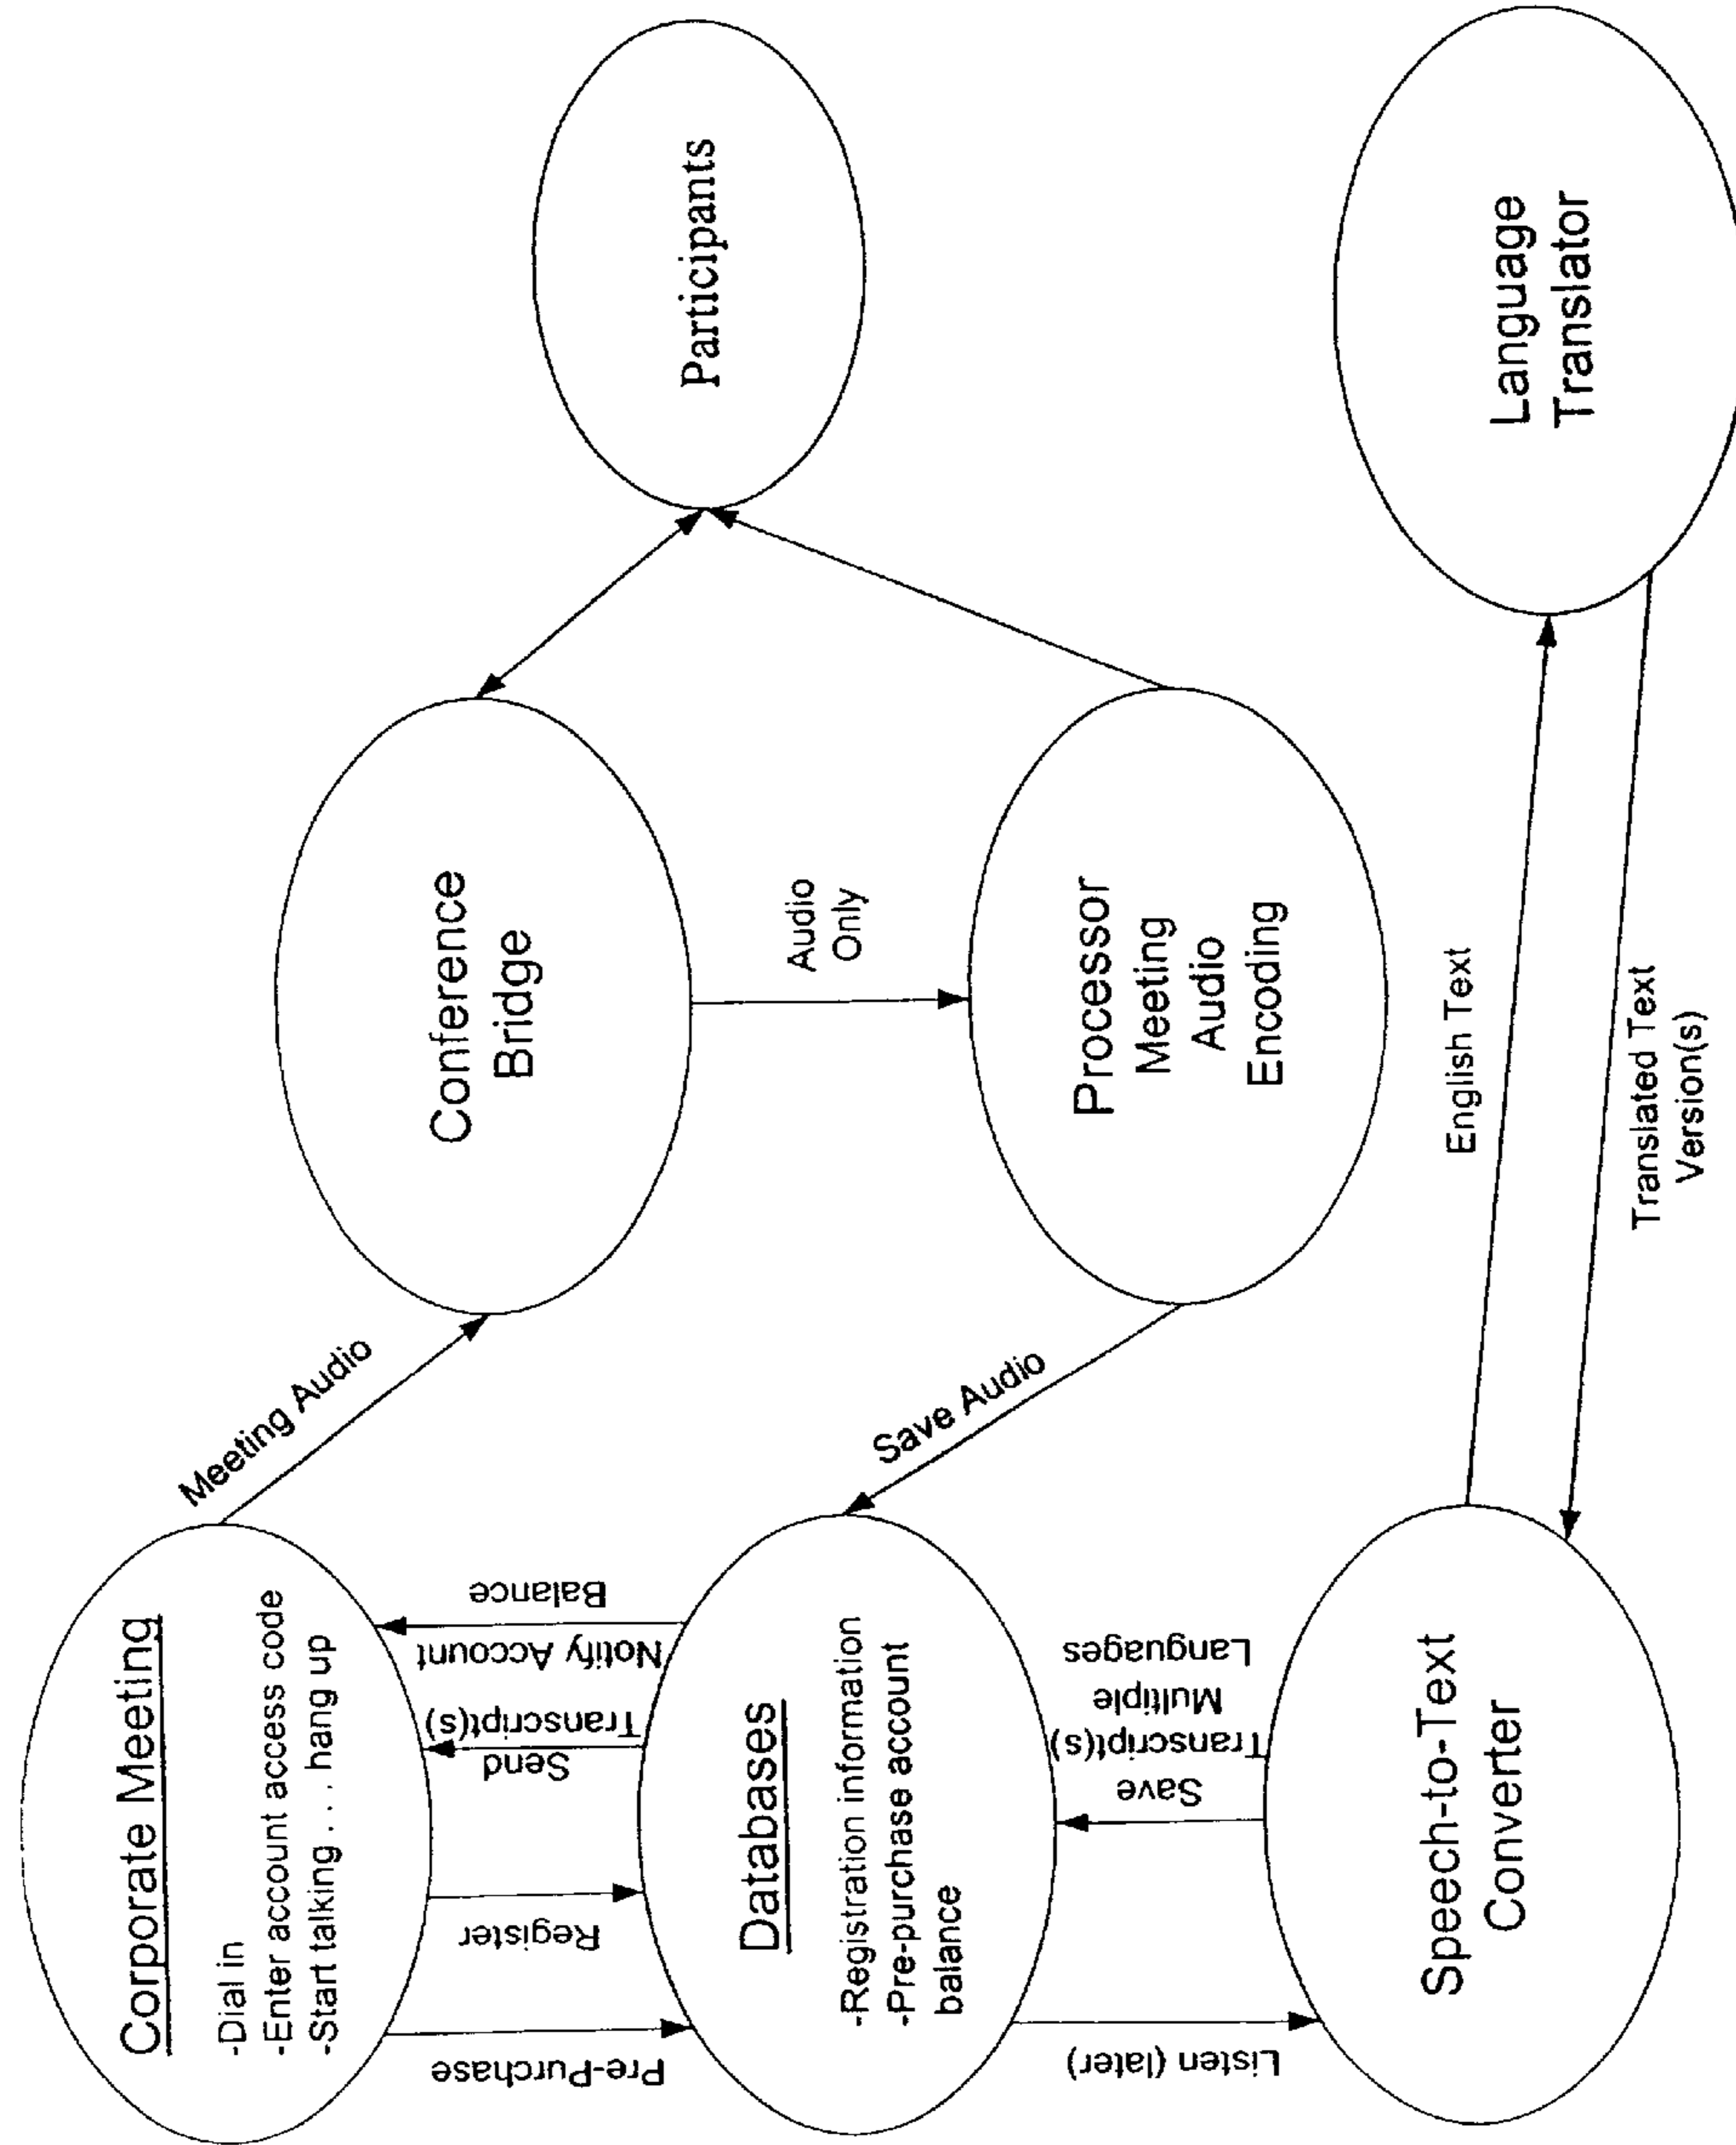 Corporate Meeting
-Dial in
-Enter account access code
-Start talking . . . hang up
Meeting Audio
Conference
Bridge
Participants
Pre-Purchase
Register
Send
Transcript(s)
Notify Account
Balance
Audio
Only
Databases
-Registration information
-Pre-purchase account
balance
Save Audio
Processor
Meeting
Audio
Encoding
Listen (later)
Save
Transcript(s)
Multiple
Languages
Speech-to-Text
Converter
English Text
Translated Text
Version(s)
Language
Translator